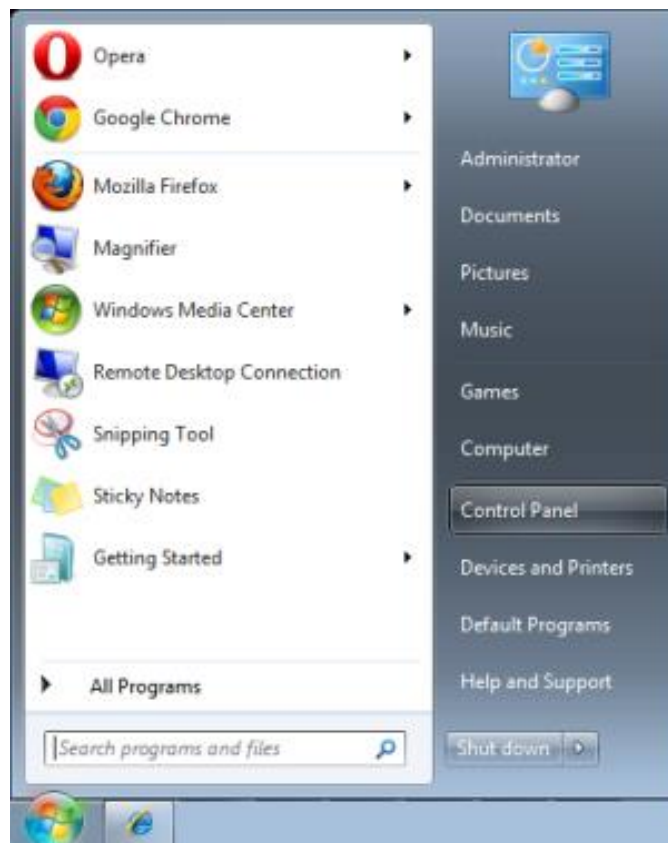 Opera
Google Chrome
Mozilla Firefox
Magnifier
Windows Media Center
Remote Desktop Connection
Snipping Tool
Sticky Notes
Getting Started
All Programs
Search programs and files
Administrator
Documents
Pictures
Music
Games
Computer
Control Panel
Devices and Printers
Default Programs
Help and Support
Shut down